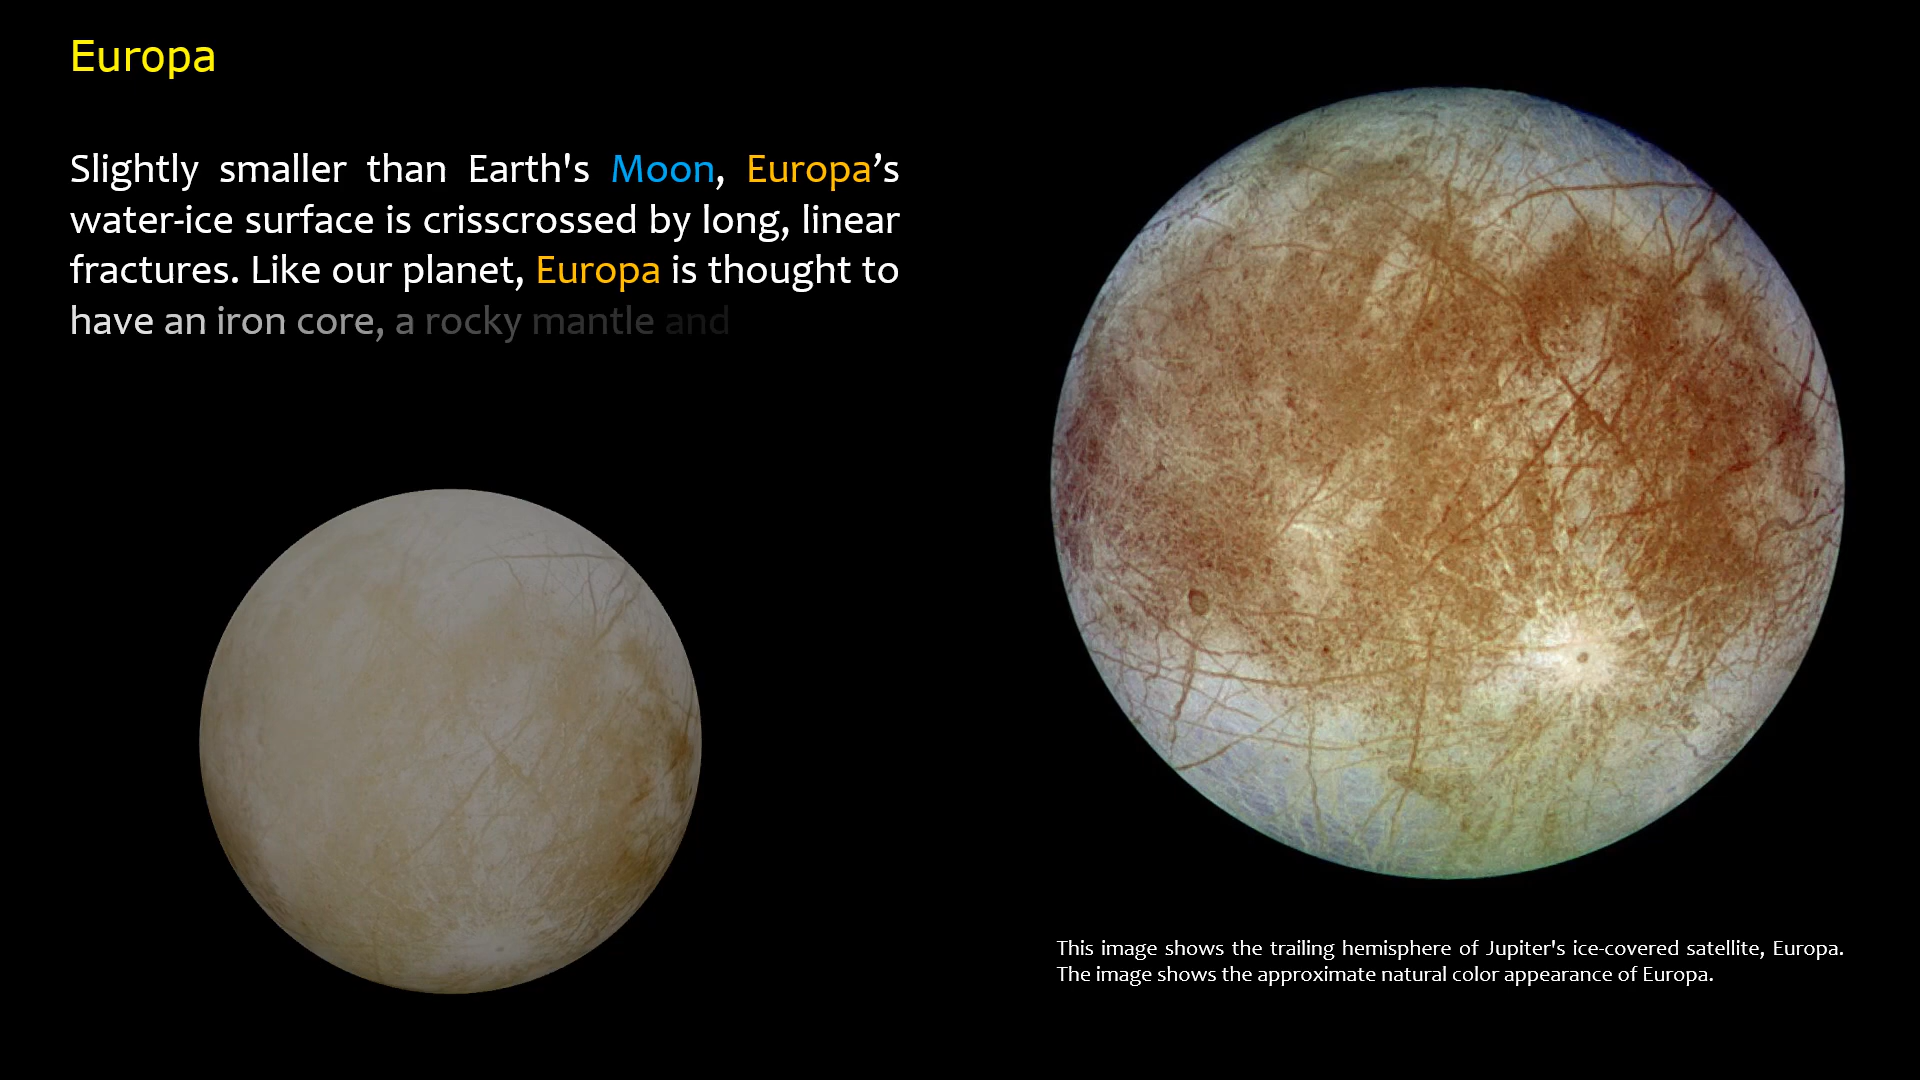 Europa
Slightly smaller than Earth's Moon, Europa’s
water-ice surface is crisscrossed by long, linear
fractures. Like our planet, Europa is thought to
have an iron core, a rocky mantle and
This image shows the trailing hemisphere of Jupiter's ice-covered satellite, Europa.
The image shows the approximate natural color appearance of Europa.